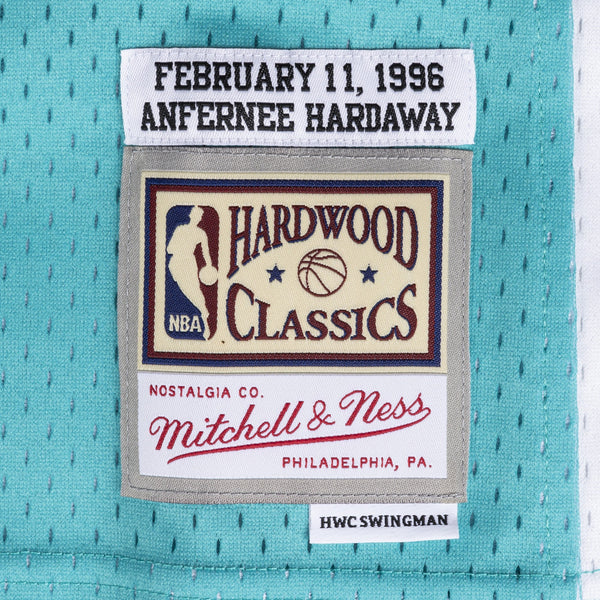 FEBRUARY 11, 1996
ANFERNEE HARDAWAY
HARDWOOD
CLASSICS
NBA
NOSTALGIA CO.
Mitchell & Ness
PHILADELPHIA, PA.
HWC SWINGMAN